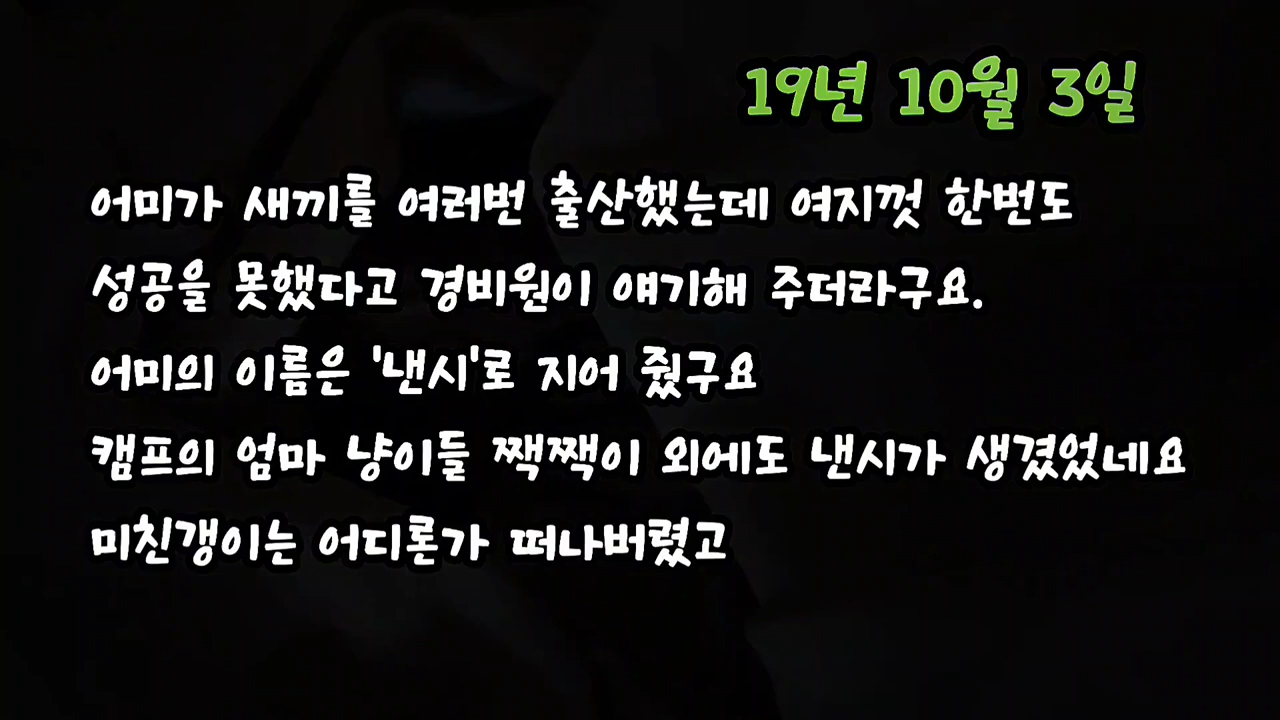 19년 10월 3일
어미가 새끼를 여러번 출산했는데 여지껏 한번도
성공을 못했다고 경비원이 얘기해 주더라구요.
어미의 이름은 '낸시'로 지어 줬구요
캠프의 엄마 냥이들 짹짹이 외에도 낸시가 생겼었네요
미친갱이는 어디론가 떠나버렸고